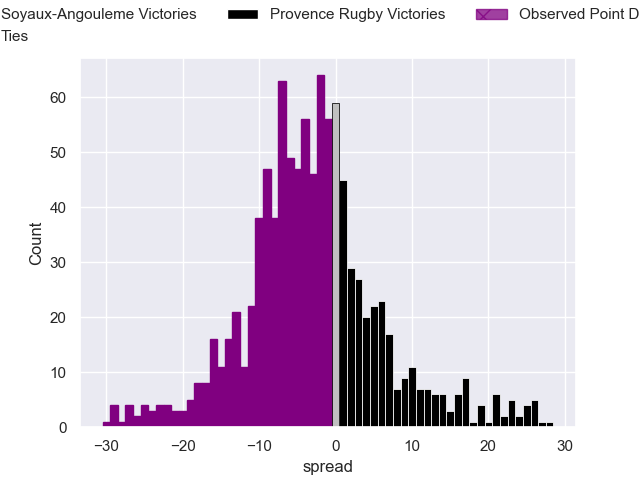 Soyaux-Angouleme Victories Provence Rugby Victories Observed Point D
Ties
60
50
40
30
20
10
0
Count
−30 −20 −10 0 10 20 30
spread